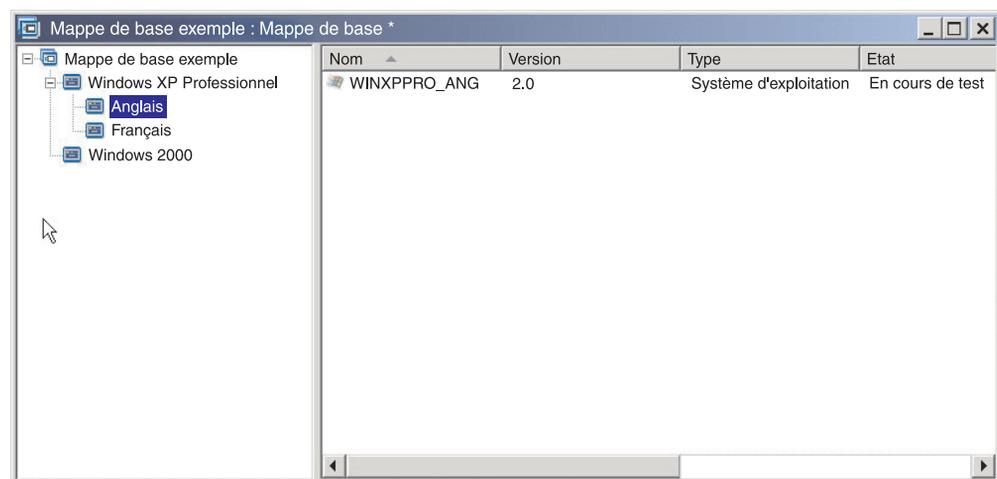 Mappe de base exemple : Mappe de base *
Mappe de base exemple
Windows XP Professionnel
Anglais
Français
Windows 2000
Nom Version Type Etat
WINXPPRO_ANG 2.0 Système d'exploitation En cours de test